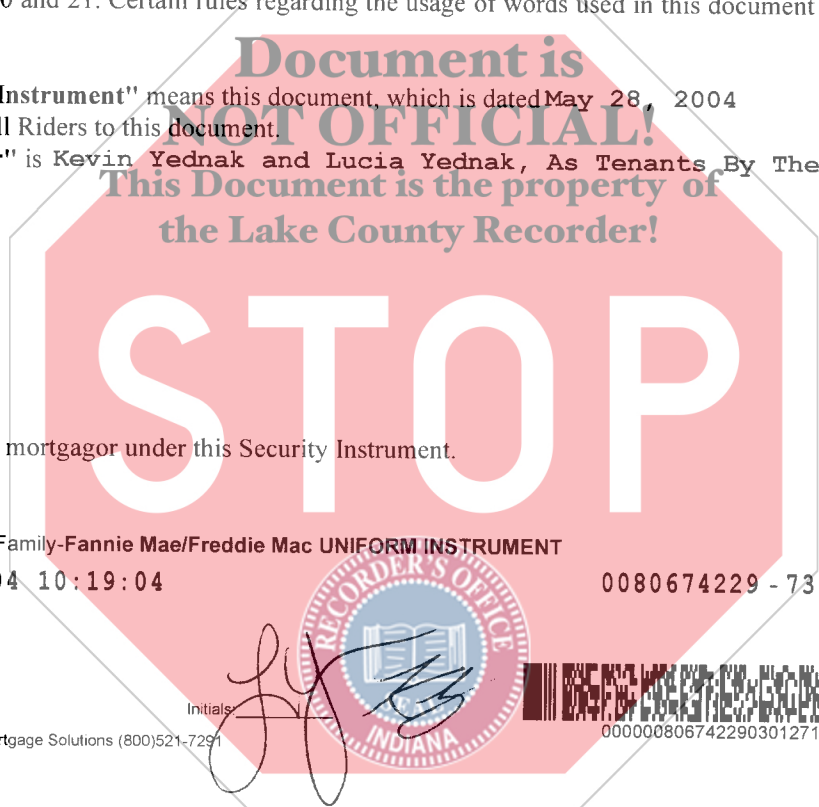 0 and 21. Certain rules regarding the usage of words used in this document
Document is
Instrument" means this document, which is dated May 28, 2004
NOT OFFICIAL!
ll Riders to this document.
" is Kevin Yednak and Lucia Yednak, As Tenants By The
This Document is the property of
the Lake County Recorder!
STOP
mortgagor under this Security Instrument.
Family-Fannie Mae/Freddie Mac UNIFORM INSTRUMENT
4 10:19:04 0080674229 - 73
RECORDER'S OFFICE
SEAL
INDIANA
LY
Initials:
rtgage Solutions (800)521-7291
000000806742290301271